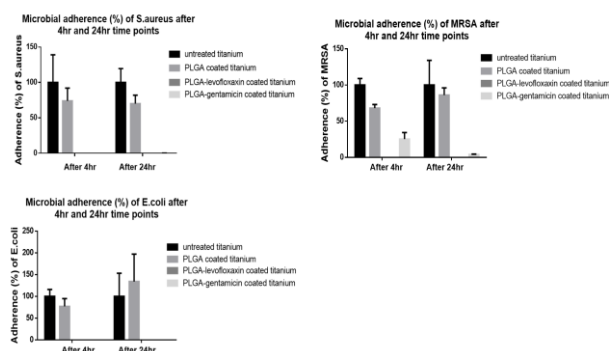 Microbial adherence (%) of S.aureus after
4hr and 24hr time points
Adherence (%) of S.aureus
150
100
50
0
After 4hr
After 24hr
untreated titanium
PLGA coated titanium
PLGA-levofloxaxin coated titanium
PLGA-gentamicin coated titanium
Microbial adherence (%) of MRSA after
4hr and 24hr time points
Adherence (%) of MRSA
150
100
50
0
After 4hr
After 24hr
untreated titanium
PLGA coated titanium
PLGA-levofloxaxin coated titanium
PLGA-gentamicin coated titanium
Microbial adherence (%) of E.coli after
4hr and 24hr time points
Adherence (%) of E.coli
250
200
150
100
50
0
After 4hr
After 24hr
untreated titanium
PLGA coated titanium
PLGA-levofloxaxin coated titanium
PLGA-gentamicin coated titanium